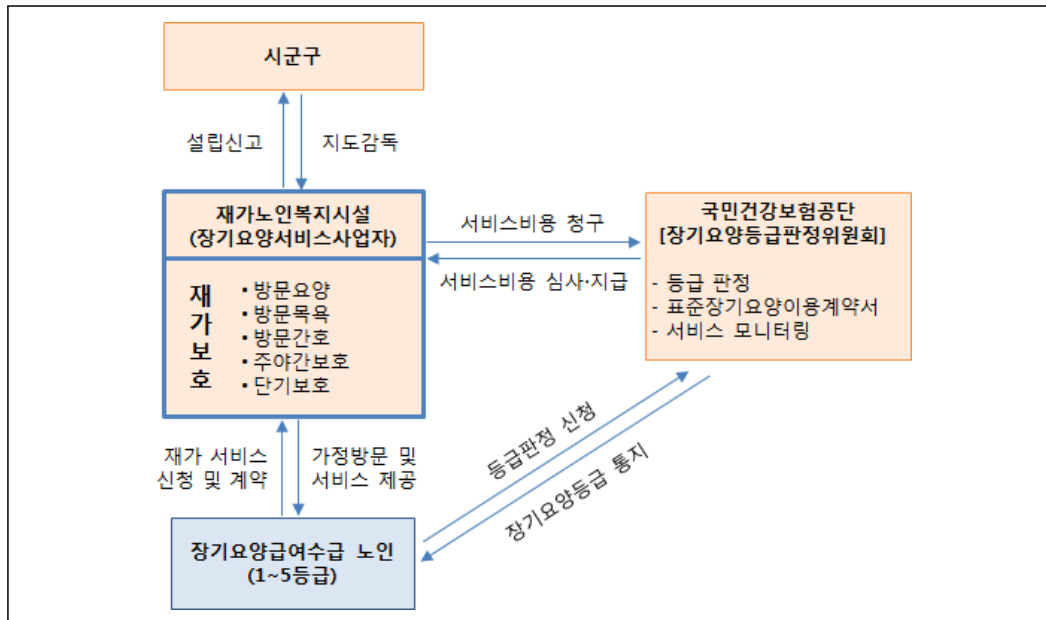 시군구
설립신고
지도감독
재가노인복지시설
(장기요양서비스사업자)
재
가
보
호
• 방문요양
• 방문목욕
• 방문간호
• 주야간보호
• 단기보호
서비스비용 청구
서비스비용 심사·지급
국민건강보험공단
[장기요양등급판정위원회]
- 등급 판정
- 표준장기요양이용계약서
- 서비스 모니터링
재가 서비스
신청 및 계약
가정방문 및
서비스 제공
등급판정 신청
장기요양등급 통지
장기요양급여수급 노인
(1~5등급)